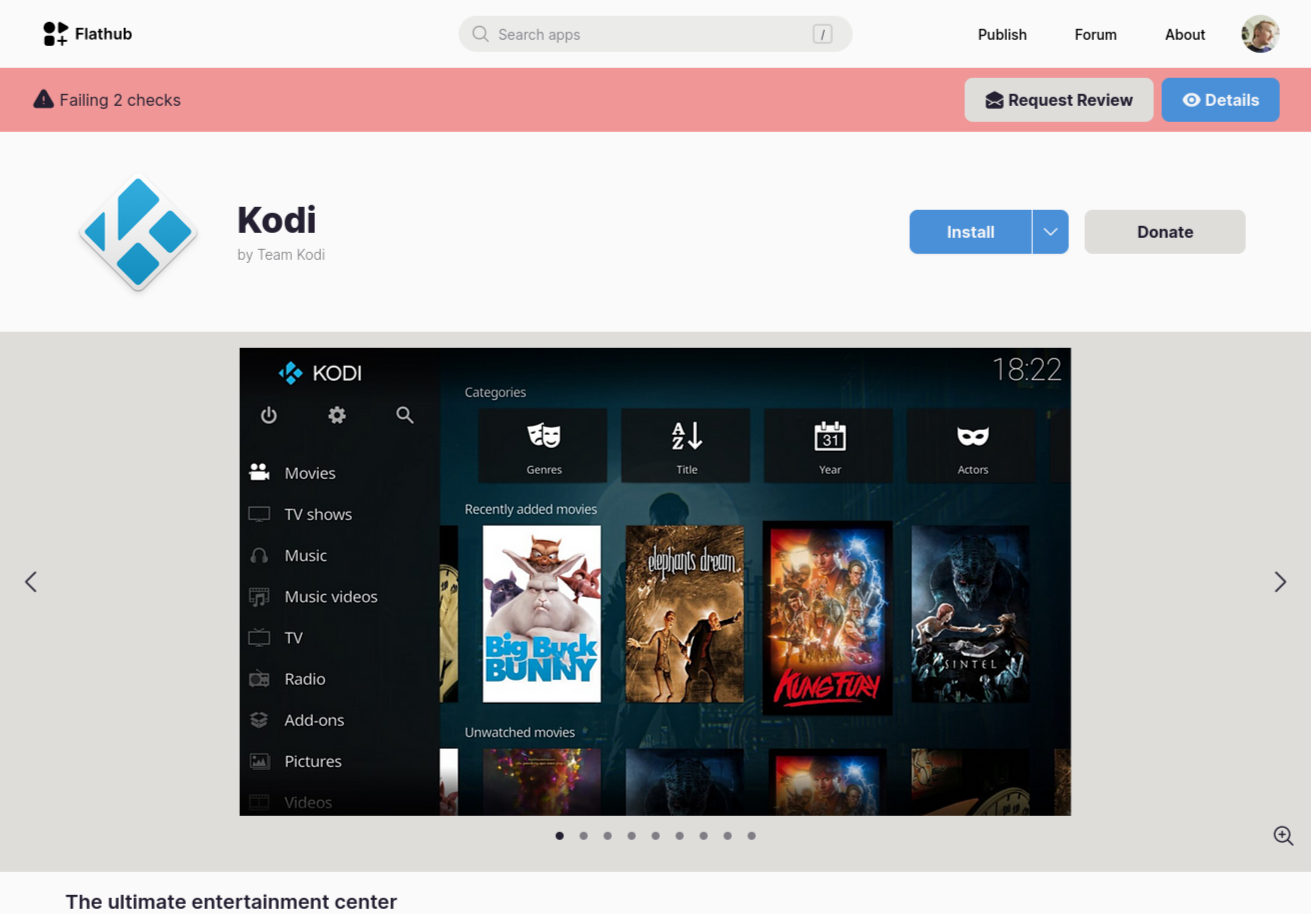 Flathub
Search apps
/
Publish
Forum
About
Failing 2 checks
Request Review
Details
Kodi
by Team Kodi
Install
Donate
KODI
18:22
Categories
Genres
A
Z
Title
31
Year
Actors
Movies
TV shows
Music
Music videos
TV
Radio
Add-ons
Pictures
Videos
Recently added movies
Big Buck
BUNNY
elephants dream
KUNG FURY
SINTEL
Unwatched movies
The ultimate entertainment center